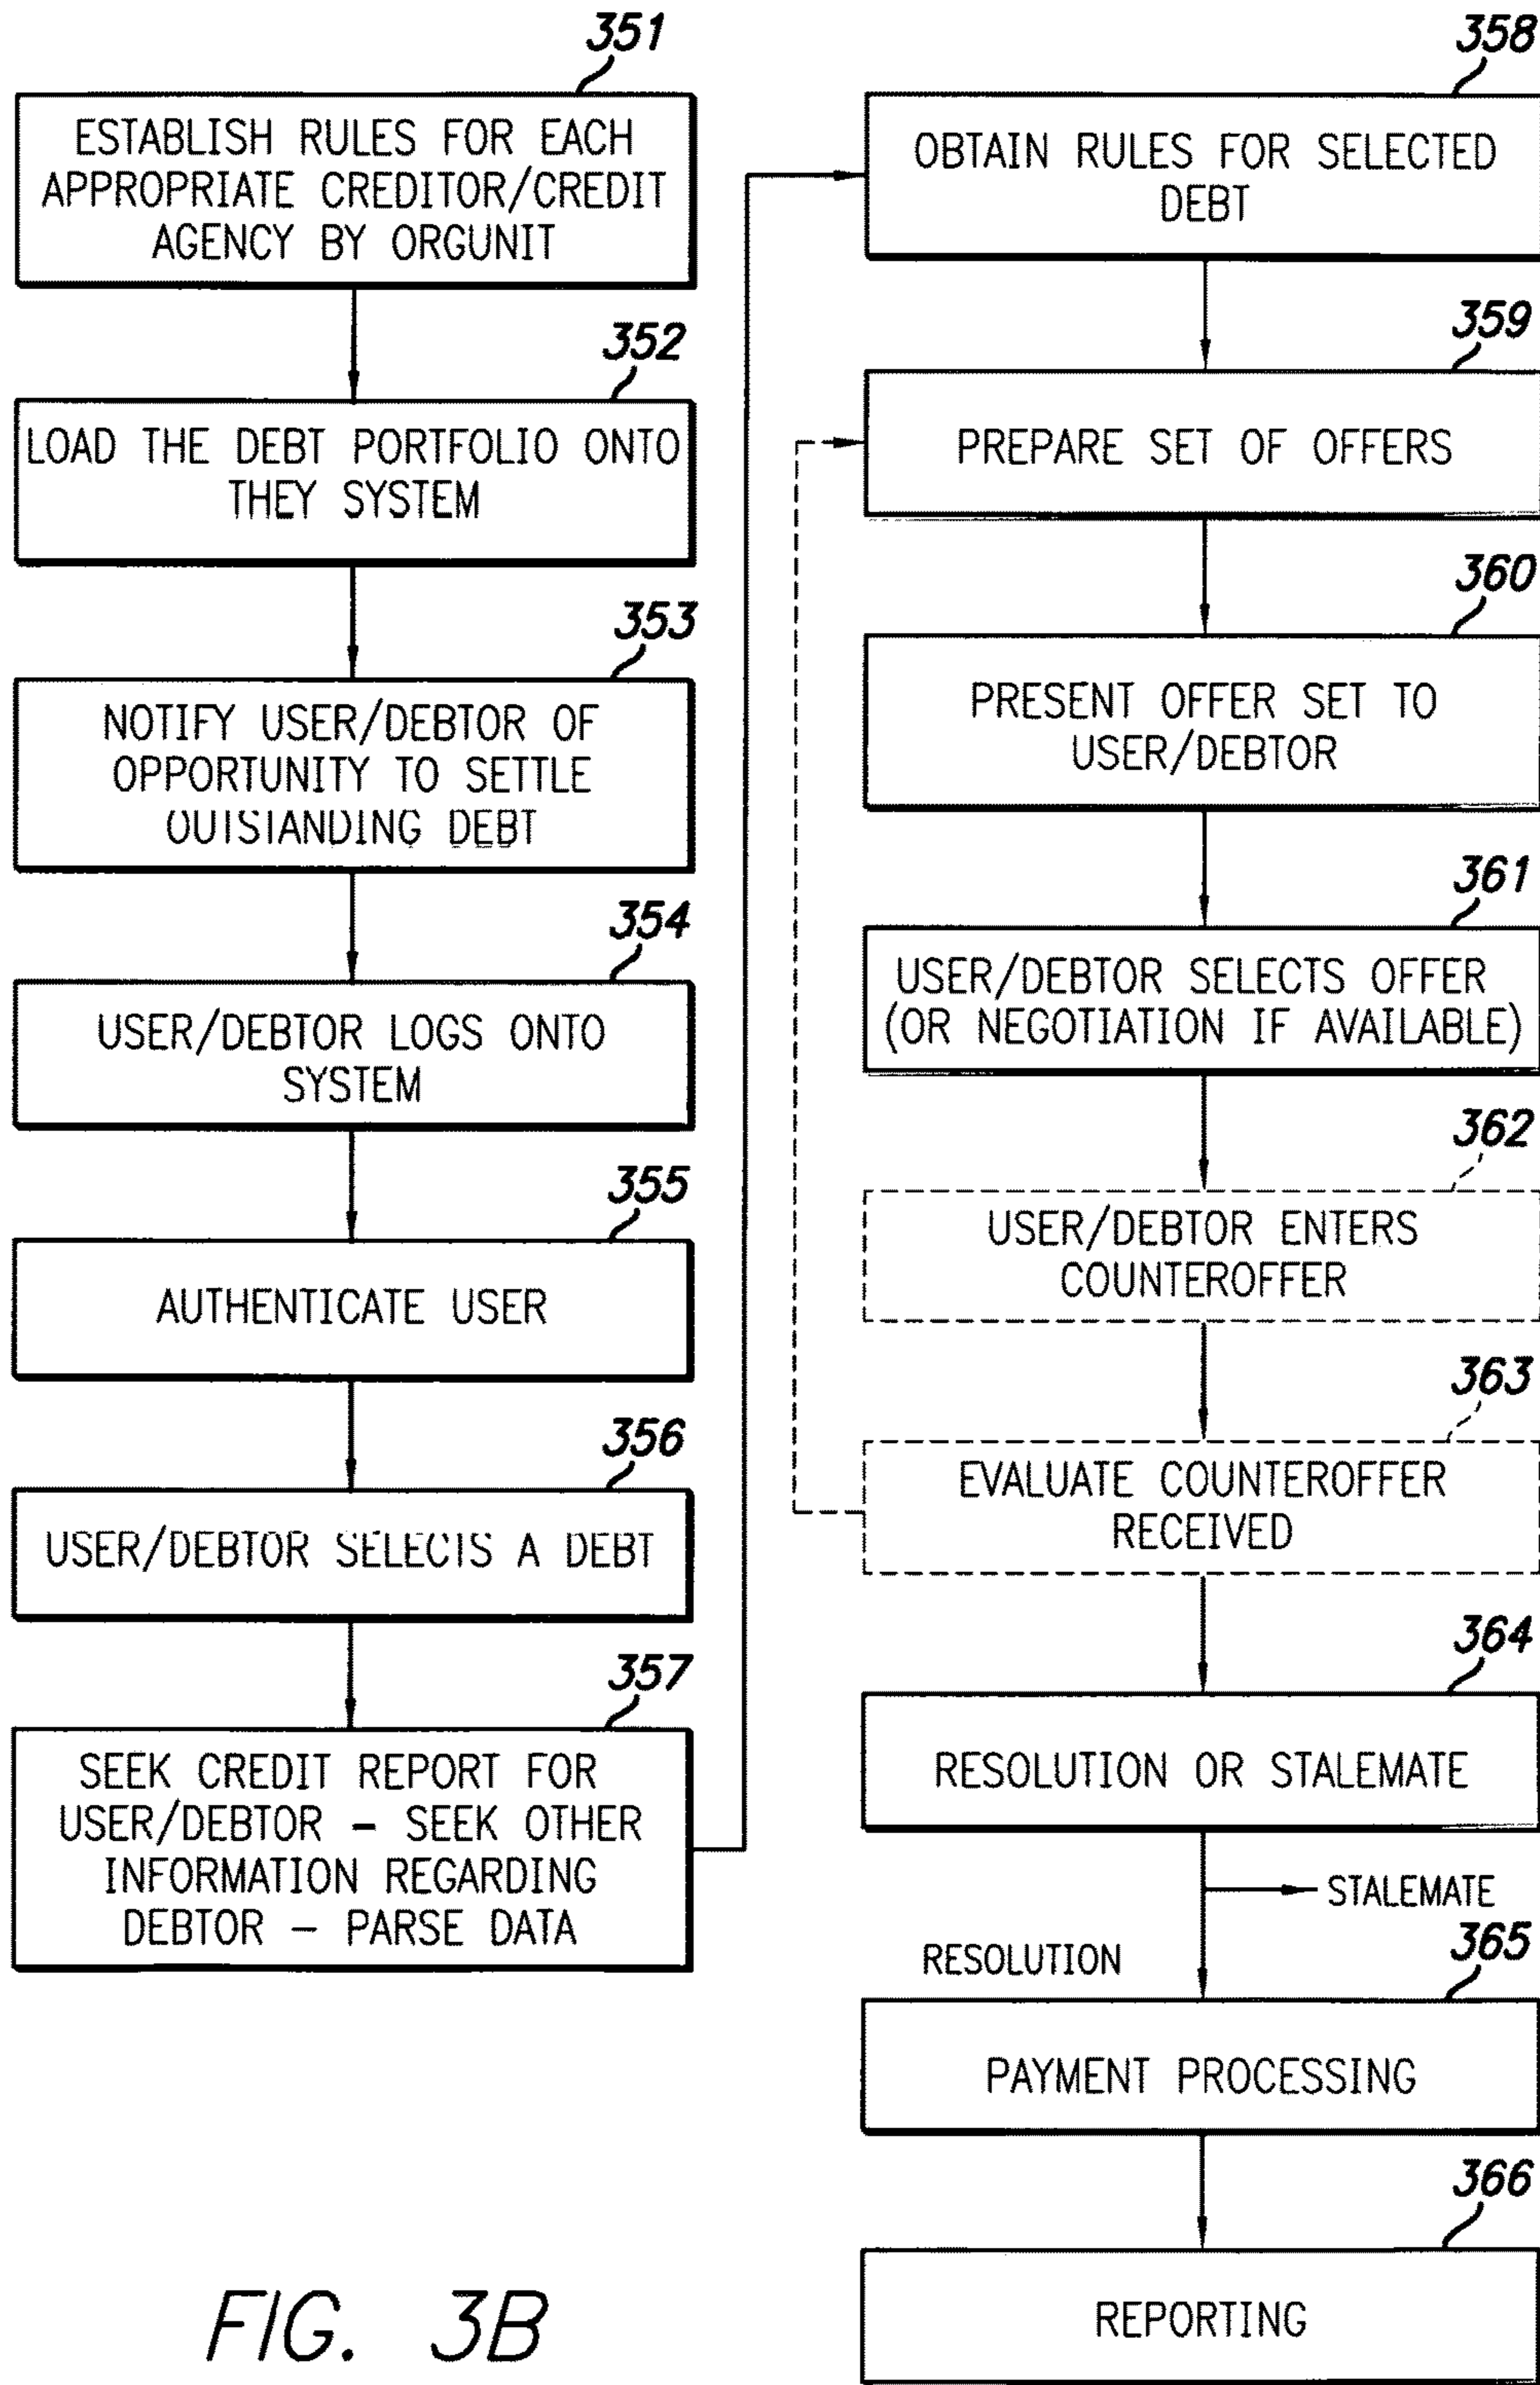 351
ESTABLISH RULES FOR EACH
APPROPRIATE CREDITOR/CREDIT
AGENCY BY ORGUNIT
352
LOAD THE DEBT PORTFOLIO ONTO
THEY SYSTEM
353
NOTIFY USER/DEBTOR OF
OPPORTUNITY TO SETTLE
OUTSTANDING DEBT
354
USER/DEBTOR LOGS ONTO
SYSTEM
355
AUTHENTICATE USER
356
USER/DEBTOR SELECTS A DEBT
357
SEEK CREDIT REPORT FOR
USER/DEBTOR – SEEK OTHER
INFORMATION REGARDING
DEBTOR – PARSE DATA
358
OBTAIN RULES FOR SELECTED
DEBT
359
PREPARE SET OF OFFERS
360
PRESENT OFFER SET TO
USER/DEBTOR
361
USER/DEBTOR SELECTS OFFER
(OR NEGOTIATION IF AVAILABLE)
362
USER/DEBTOR ENTERS
COUNTEROFFER
363
EVALUATE COUNTEROFFER
RECEIVED
364
RESOLUTION OR STALEMATE
STALEMATE
RESOLUTION
365
PAYMENT PROCESSING
366
REPORTING
FIG. 3B